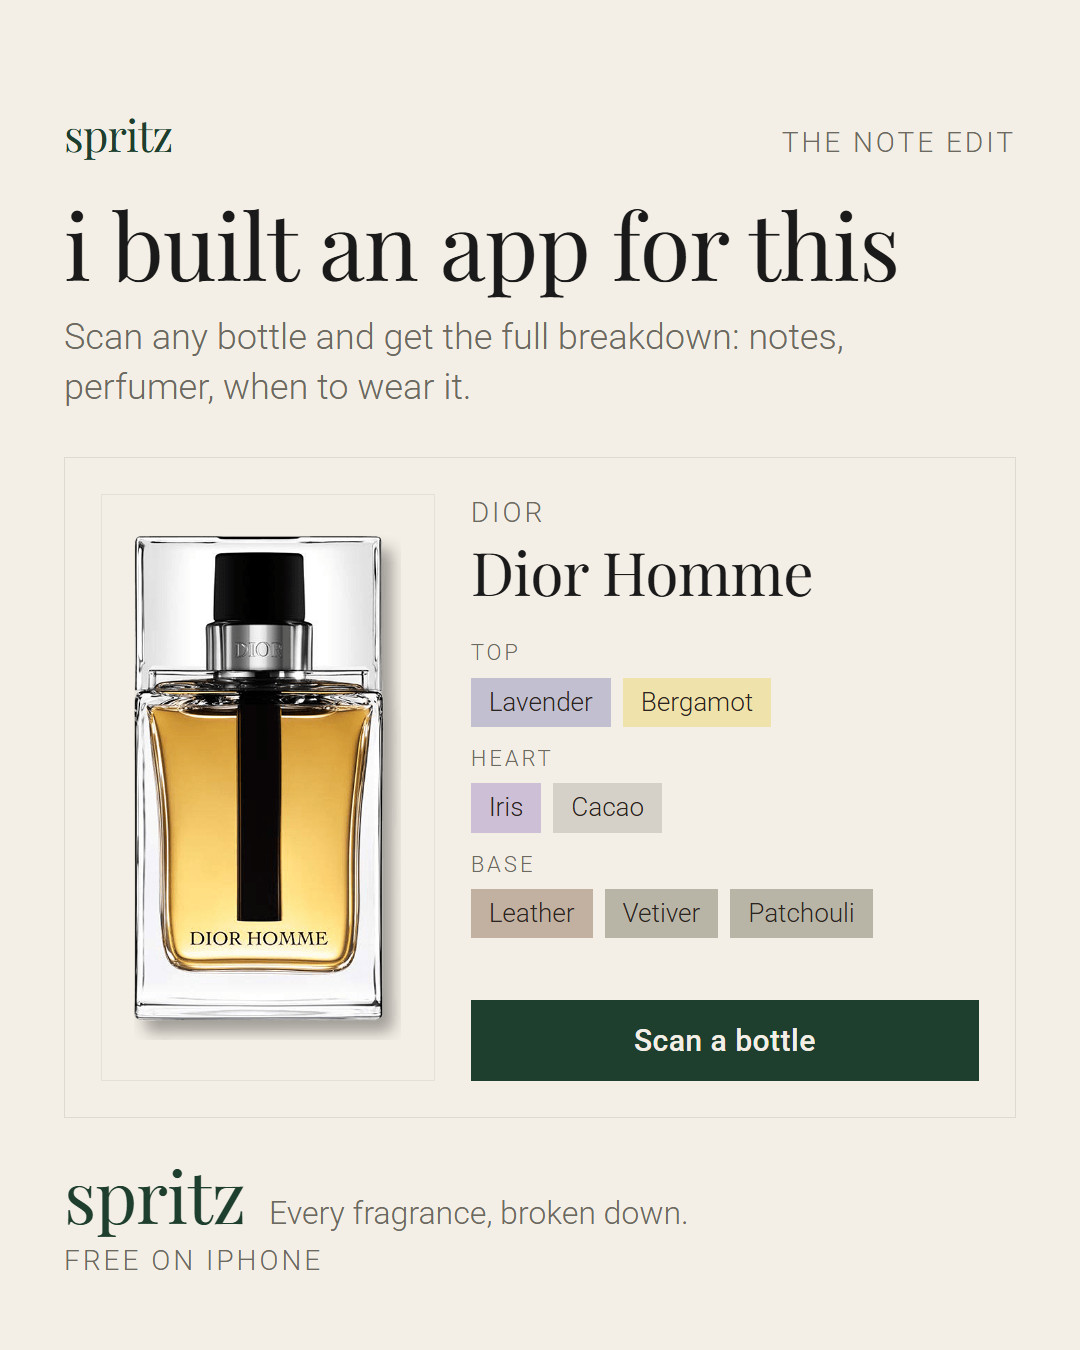 spritz
THE NOTE EDIT
i built an app for this
Scan any bottle and get the full breakdown: notes,
perfumer, when to wear it.
DIOR
DIOR HOMME
DIOR
Dior Homme
TOP
Lavender Bergamot
HEART
Iris Cacao
BASE
Leather Vetiver Patchouli
Scan a bottle
spritz Every fragrance, broken down.
FREE ON IPHONE